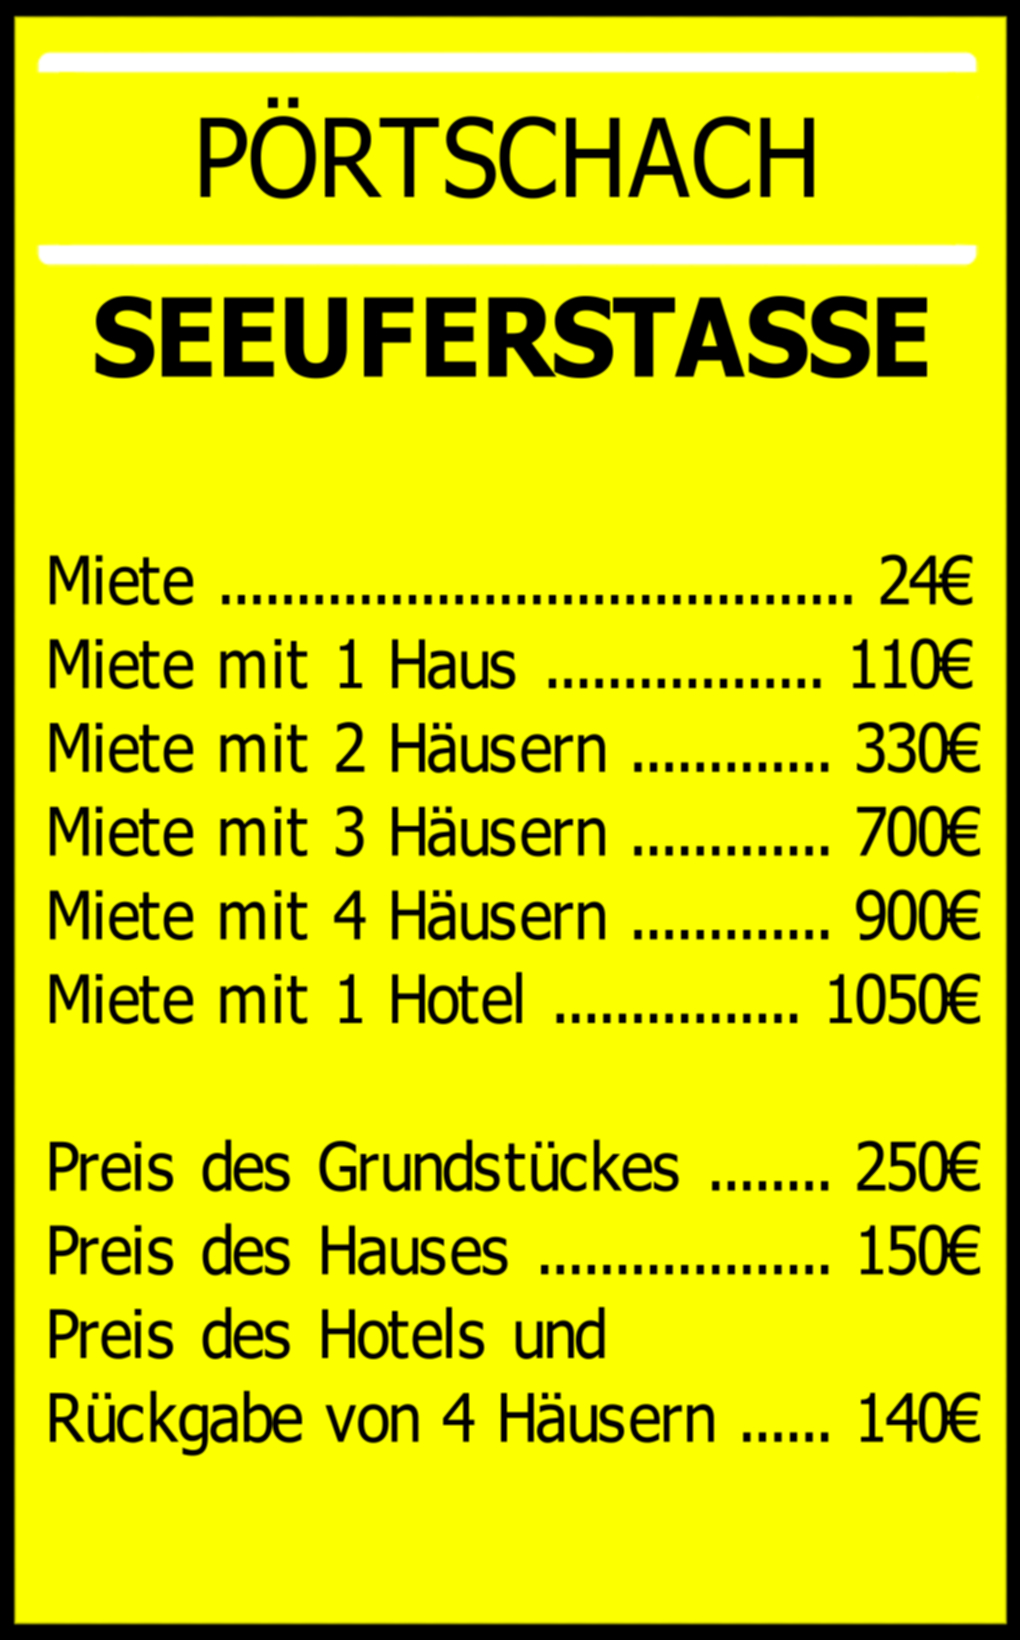 PÖRTSCHACH
SEEUFERSTASSE
Miete ......................................... 24€
Miete mit 1 Haus .................. 110€
Miete mit 2 Häusern ............. 330€
Miete mit 3 Häusern ............. 700€
Miete mit 4 Häusern ............. 900€
Miete mit 1 Hotel ................ 1050€
Preis des Grundstückes ........ 250€
Preis des Hauses ................... 150€
Preis des Hotels und
Rückgabe von 4 Häusern ...... 140€